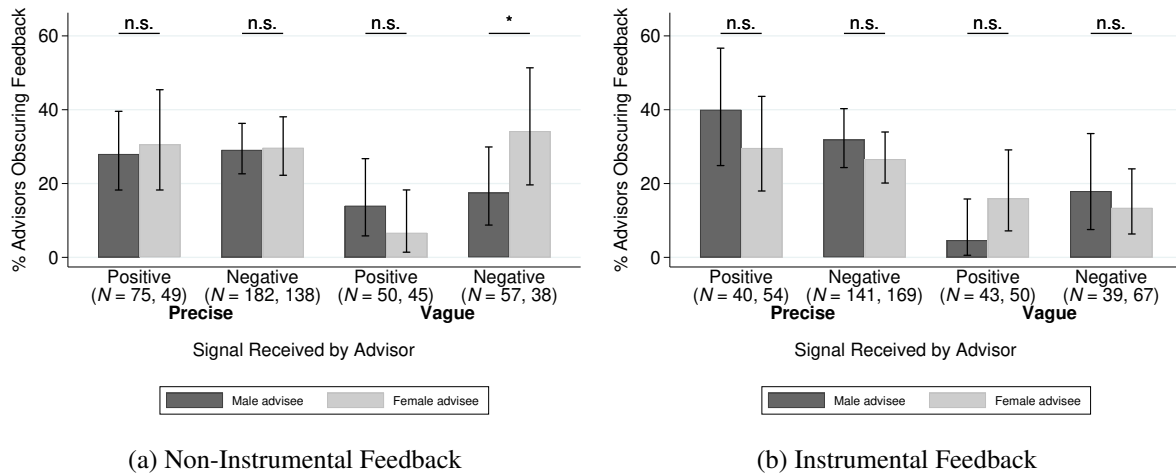 % Advisors Obscuring Feedback
60
40
20
0
n.s.
n.s.
n.s.
*
Positive
(N = 75, 49)
Negative
(N = 182, 138)
Positive
(N = 50, 45)
Negative
(N = 57, 38)
Precise
Vague
Signal Received by Advisor
Male advisee
Female advisee
(a) Non-Instrumental Feedback
% Advisors Obscuring Feedback
60
40
20
0
n.s.
n.s.
n.s.
n.s.
Positive
(N = 40, 54)
Negative
(N = 141, 169)
Positive
(N = 43, 50)
Negative
(N = 39, 67)
Precise
Vague
Signal Received by Advisor
Male advisee
Female advisee
(b) Instrumental Feedback